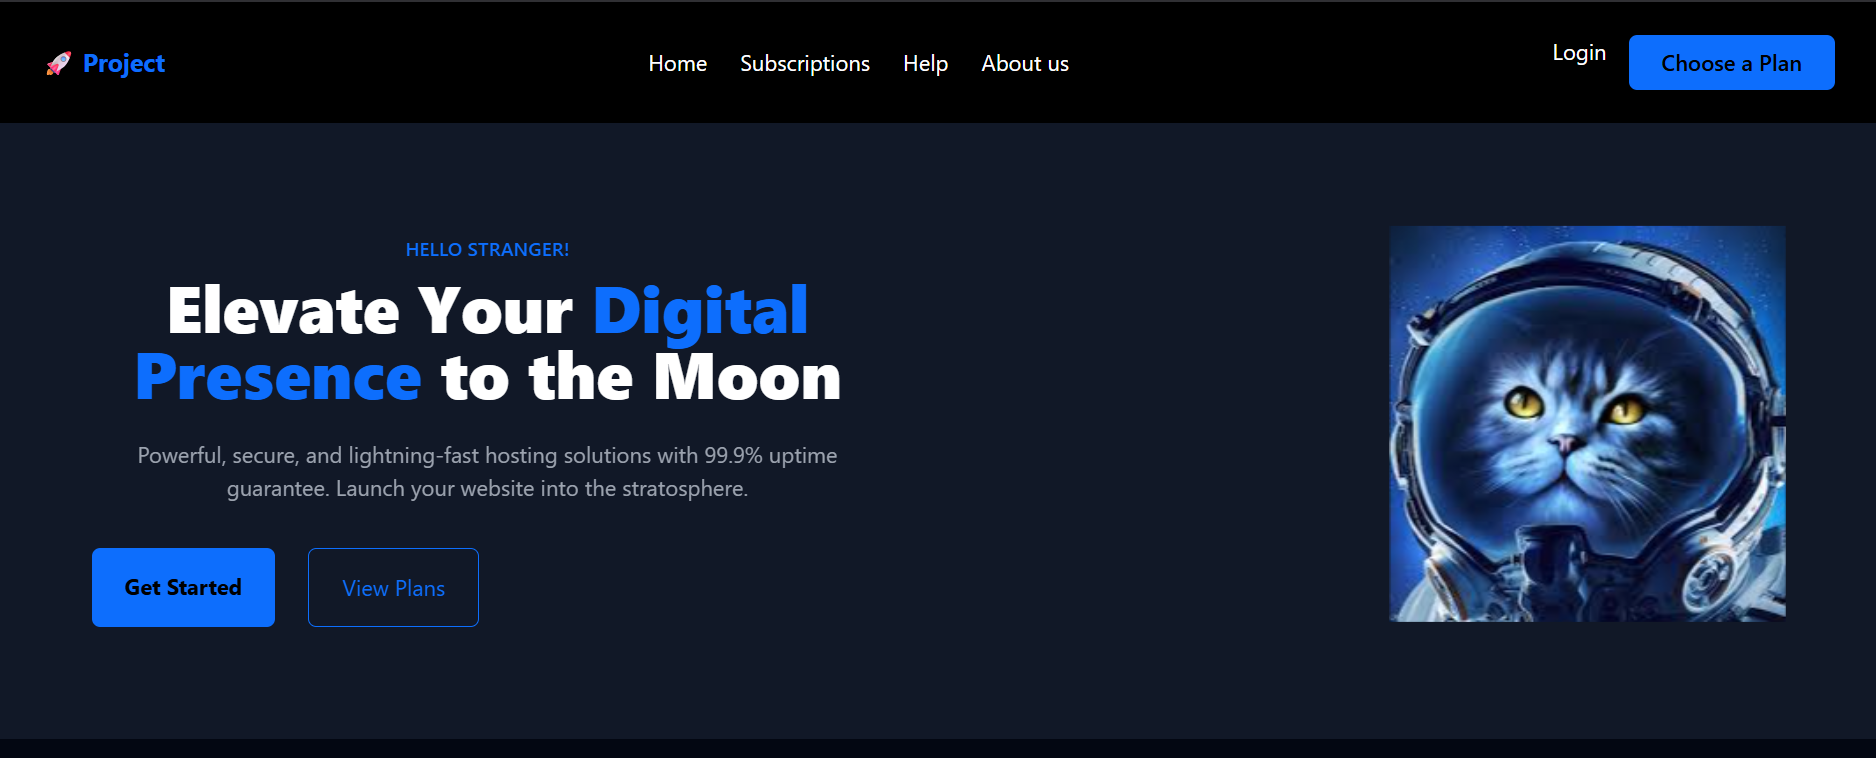 🚀 Project
Home Subscriptions Help About us
Login
Choose a Plan
HELLO STRANGER!
Elevate Your Digital
Presence to the Moon
Powerful, secure, and lightning-fast hosting solutions with 99.9% uptime
guarantee. Launch your website into the stratosphere.
Get Started
View Plans